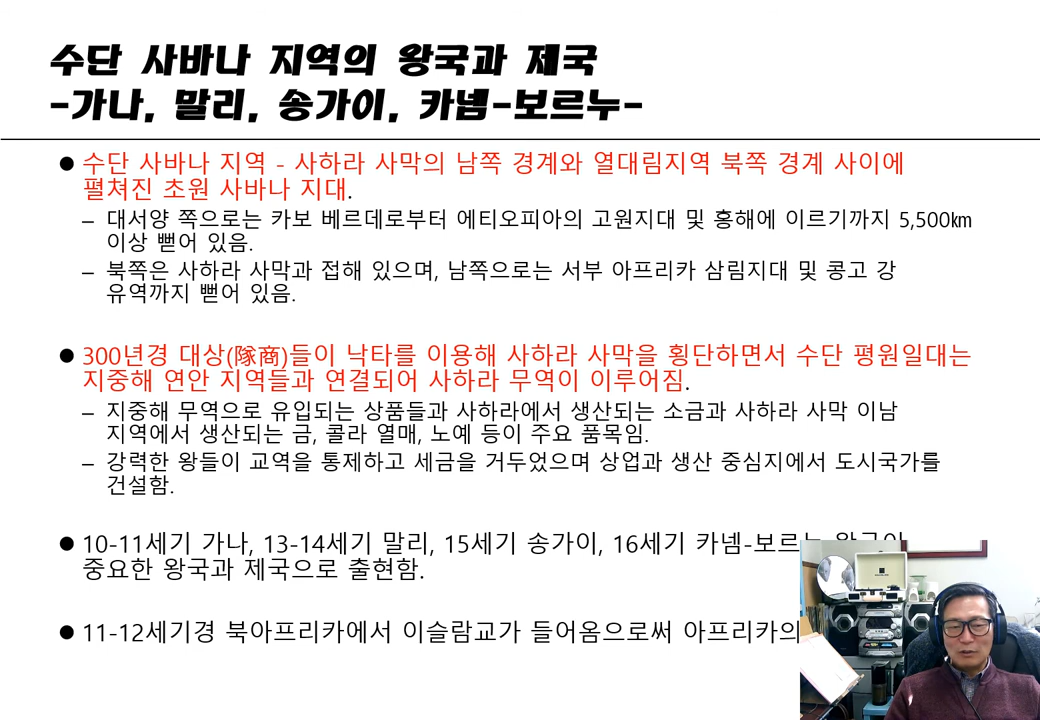 수단 사바나 지역의 왕국과 제국
-가나, 말리, 송가이, 카넴-보르누-
● 수단 사바나 지역 - 사하라 사막의 남쪽 경계와 열대림지역 북쪽 경계 사이에
펼쳐진 초원 사바나 지대.
– 대서양 쪽으로는 카보 베르데로부터 에티오피아의 고원지대 및 홍해에 이르기까지 5,500㎞
이상 뻗어 있음.
– 북쪽은 사하라 사막과 접해 있으며, 남쪽으로는 서부 아프리카 삼림지대 및 콩고 강
유역까지 뻗어 있음.
● 300년경 대상(隊商)들이 낙타를 이용해 사하라 사막을 횡단하면서 수단 평원일대는
지중해 연안 지역들과 연결되어 사하라 무역이 이루어짐.
– 지중해 무역으로 유입되는 상품들과 사하라에서 생산되는 소금과 사하라 사막 이남
지역에서 생산되는 금, 콜라 열매, 노예 등이 주요 품목임.
– 강력한 왕들이 교역을 통제하고 세금을 거두었으며 상업과 생산 중심지에서 도시국가를
건설함.
● 10-11세기 가나, 13-14세기 말리, 15세기 송가이, 16세기 카넴-보르누
중요한 왕국과 제국으로 출현함.
● 11-12세기경 북아프리카에서 이슬람교가 들어옴으로써 아프리카의